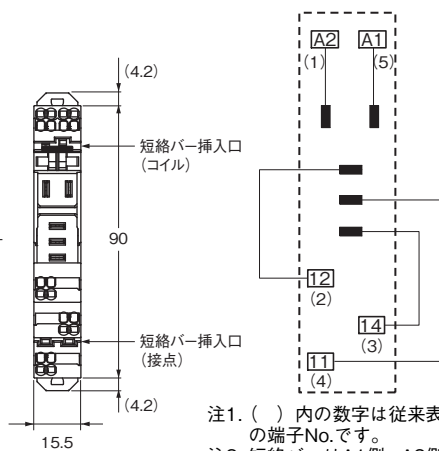 (4.2)
短絡バー挿入口
(コイル)
90
短絡バー挿入口
(接点)
(4.2)
15.5
A2
A1
(1)
(5)
12
(2)
14
(3)
11
(4)
注1. (　) 内の数字は従来表
の端子No.です。